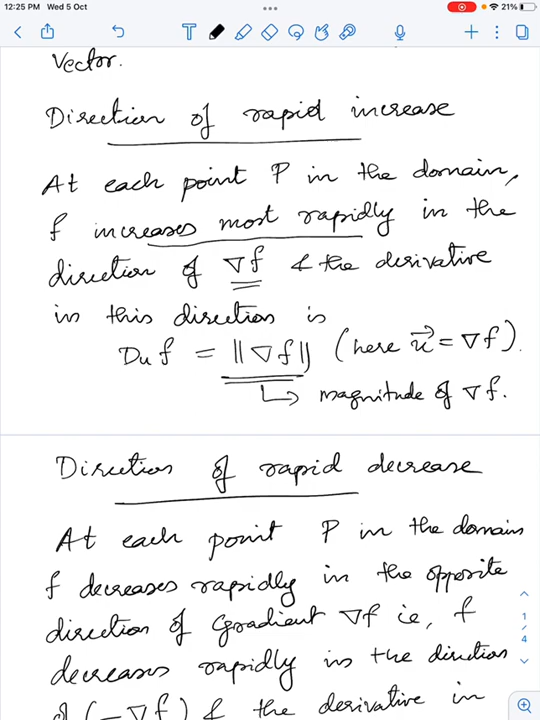 12:25 PM Wed 5 Oct
21%
T
Vector.
Direction of rapid increase
At each point P in the domain,
f increases most rapidly in the
direction of ∇f & the derivative
in this direction is
Du f = ||∇f|| (here u⃗ = ∇f).
↳ magnitude of ∇f.
Direction of rapid decrease
At each point P in the domain
f decreases rapidly in the opposite
direction of Gradient ∇f ie, f
decreases rapidly in the direction
of (-∇f) & the derivative in
1/4